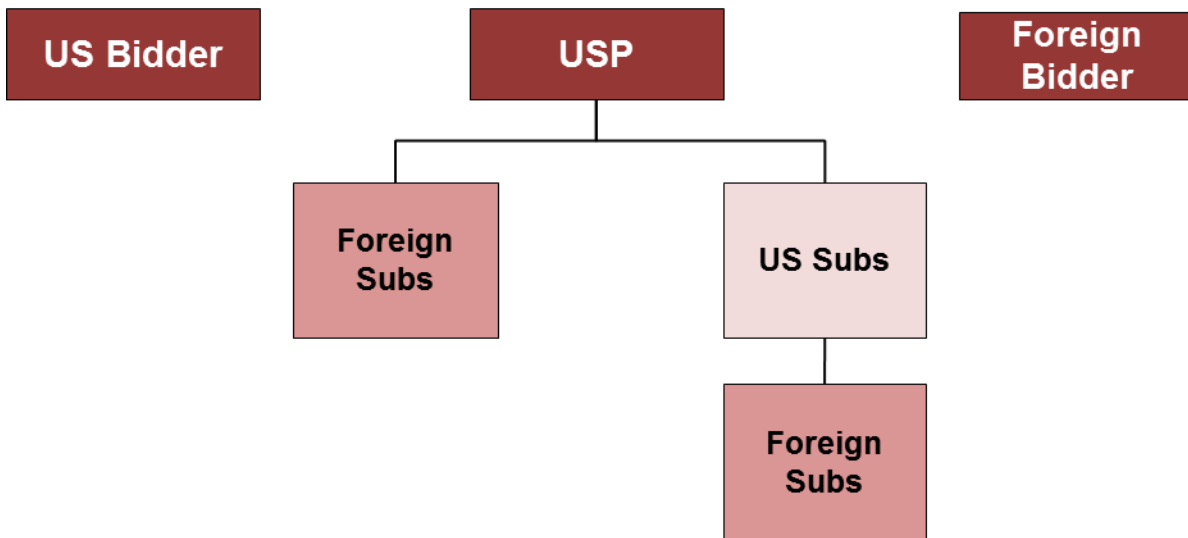 US Bidder
USP
Foreign
Bidder
Foreign
Subs
US Subs
Foreign
Subs